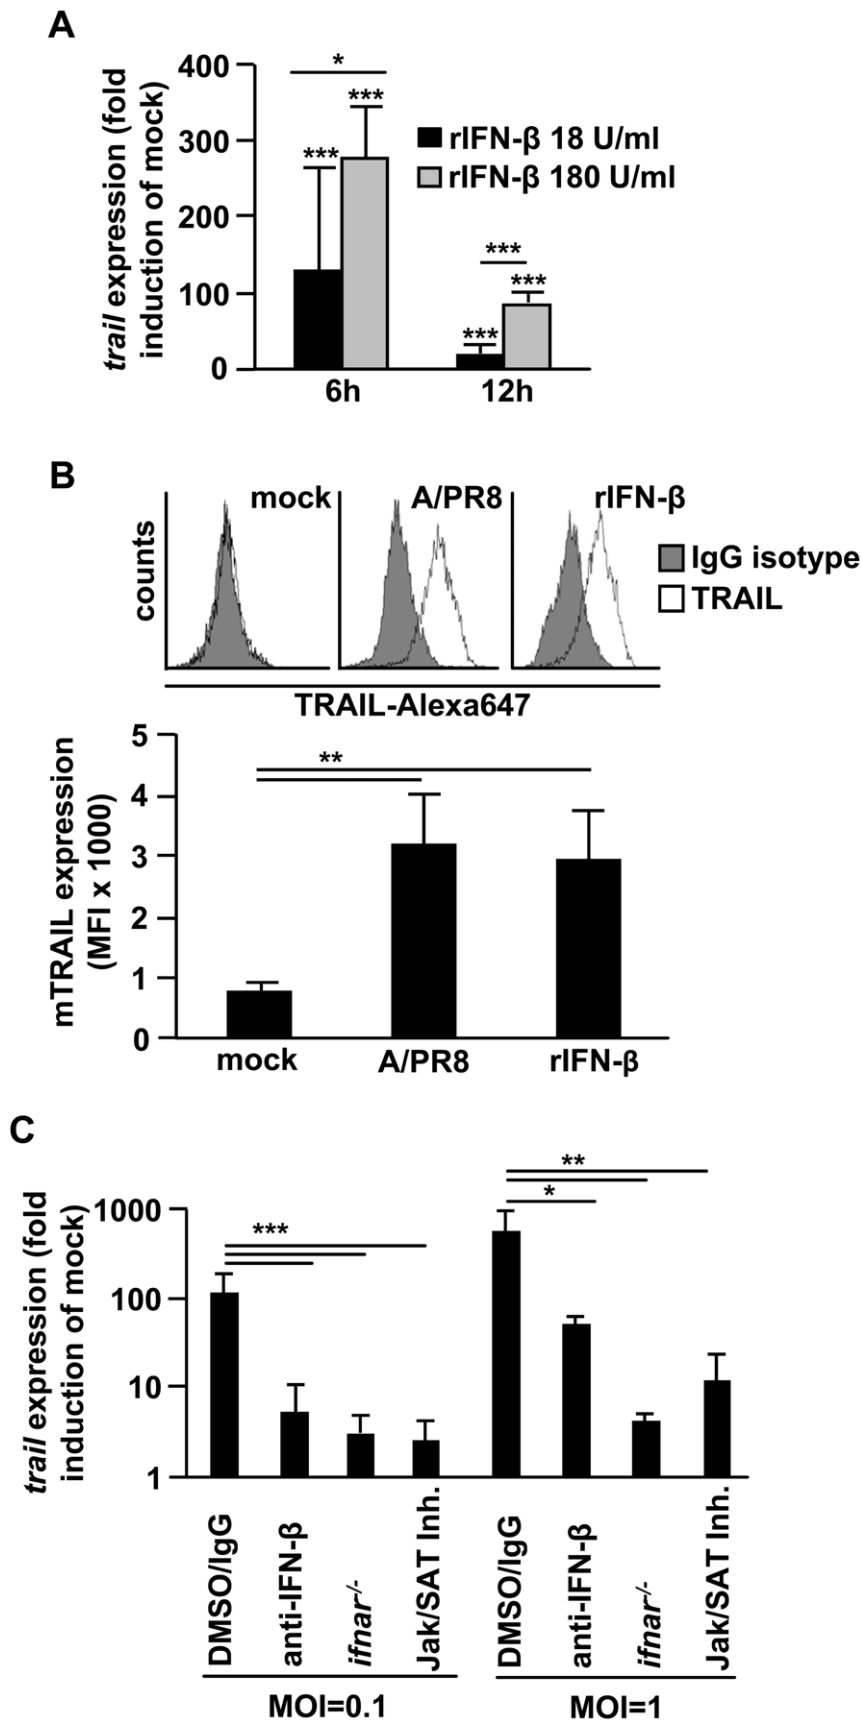 A
trail expression (fold
induction of mock)
400
300
200
100
0
*
***
***
***
***
***
rIFN-β 18 U/ml
rIFN-β 180 U/ml
6h
12h
B
counts
mock
A/PR8
rIFN-β
IgG isotype
TRAIL
TRAIL-Alexa647
mTRAIL expression
(MFI x 1000)
5
4
3
2
1
0
**
mock
A/PR8
rIFN-β
C
trail expression (fold
induction of mock)
1000
100
10
1
***
**
*
DMSO/IgG
anti-IFN-β
ifnar-/-
Jak/SAT Inh.
DMSO/IgG
anti-IFN-β
ifnar-/-
Jak/SAT Inh.
MOI=0.1
MOI=1